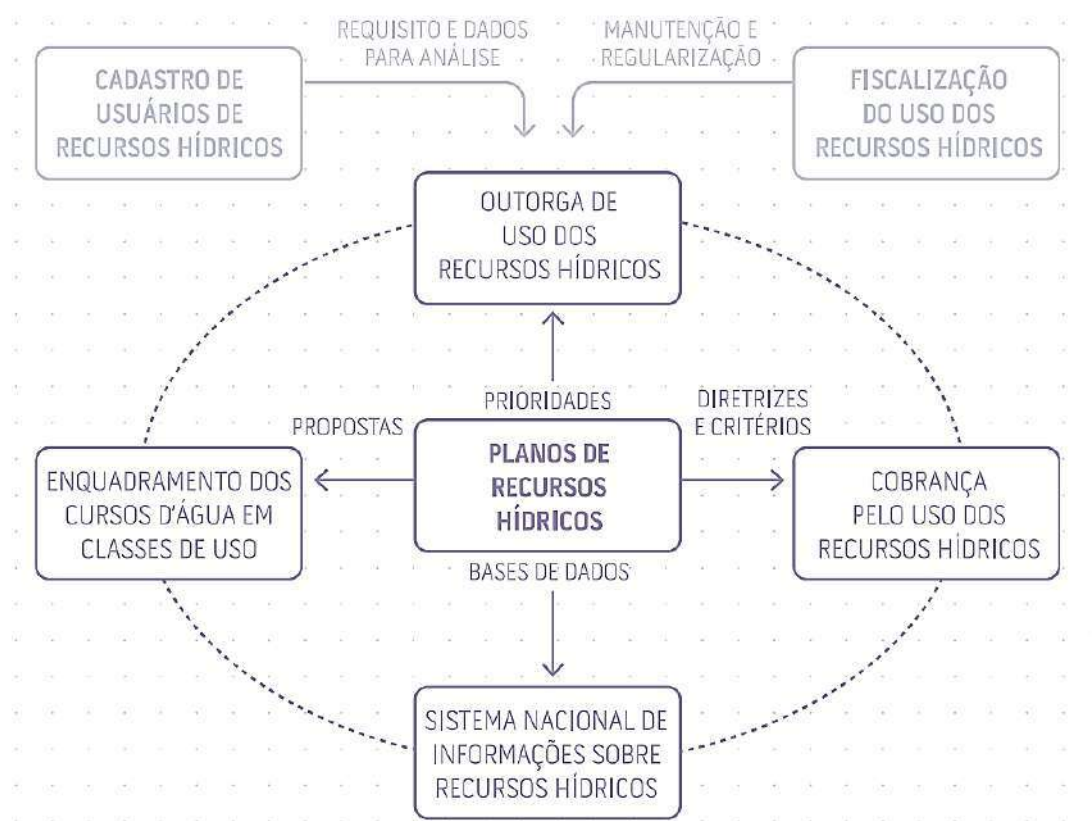 REQUISITO E DADOS
PARA ANÁLISE
MANUTENÇÃO E
REGULARIZAÇÃO
CADASTRO DE
USUÁRIOS DE
RECURSOS HÍDRICOS
FISCALIZAÇÃO
DO USO DOS
RECURSOS HÍDRICOS
OUTORGA DE
USO DOS
RECURSOS HÍDRICOS
PRIORIDADES
PROPOSTAS
DIRETRIZES
E CRITÉRIOS
PLANOS DE
RECURSOS
HÍDRICOS
ENQUADRAMENTO DOS
CURSOS D'ÁGUA EM
CLASSES DE USO
COBRANÇA
PELO USO DOS
RECURSOS HÍDRICOS
BASES DE DADOS
SISTEMA NACIONAL DE
INFORMAÇÕES SOBRE
RECURSOS HÍDRICOS